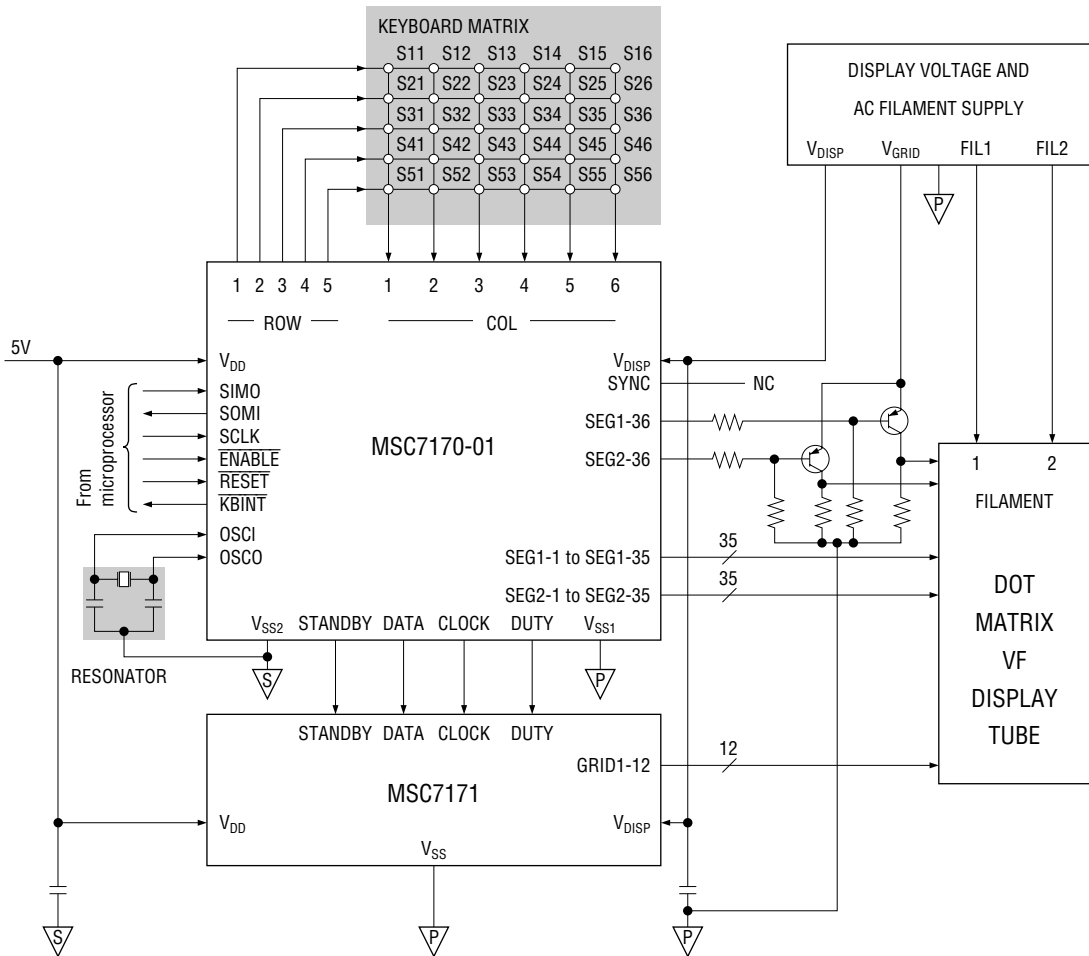 KEYBOARD MATRIX
S11 S12 S13 S14 S15 S16
S21 S22 S23 S24 S25 S26
S31 S32 S33 S34 S35 S36
S41 S42 S43 S44 S45 S46
S51 S52 S53 S54 S55 S56
DISPLAY VOLTAGE AND
AC FILAMENT SUPPLY
VDISP VGRID FIL1 FIL2
P
1 2 3 4 5
ROW
1 2 3 4 5 6
COL
5V
VDD
From
microprocessor
SIMO
SOMI
SCLK
ENABLE
RESET
KBINT
OSCI
OSCO
RESONATOR
MSC7170-01
VDISP
SYNC
NC
SEG1-36
SEG2-36
SEG1-1 to SEG1-35
35
SEG2-1 to SEG2-35
35
VSS2 STANDBY DATA CLOCK DUTY VSS1
S
P
1 2
FILAMENT
DOT
MATRIX
VF
DISPLAY
TUBE
STANDBY DATA CLOCK DUTY
GRID1-12
12
MSC7171
VDD
VDISP
VSS
S
P
P